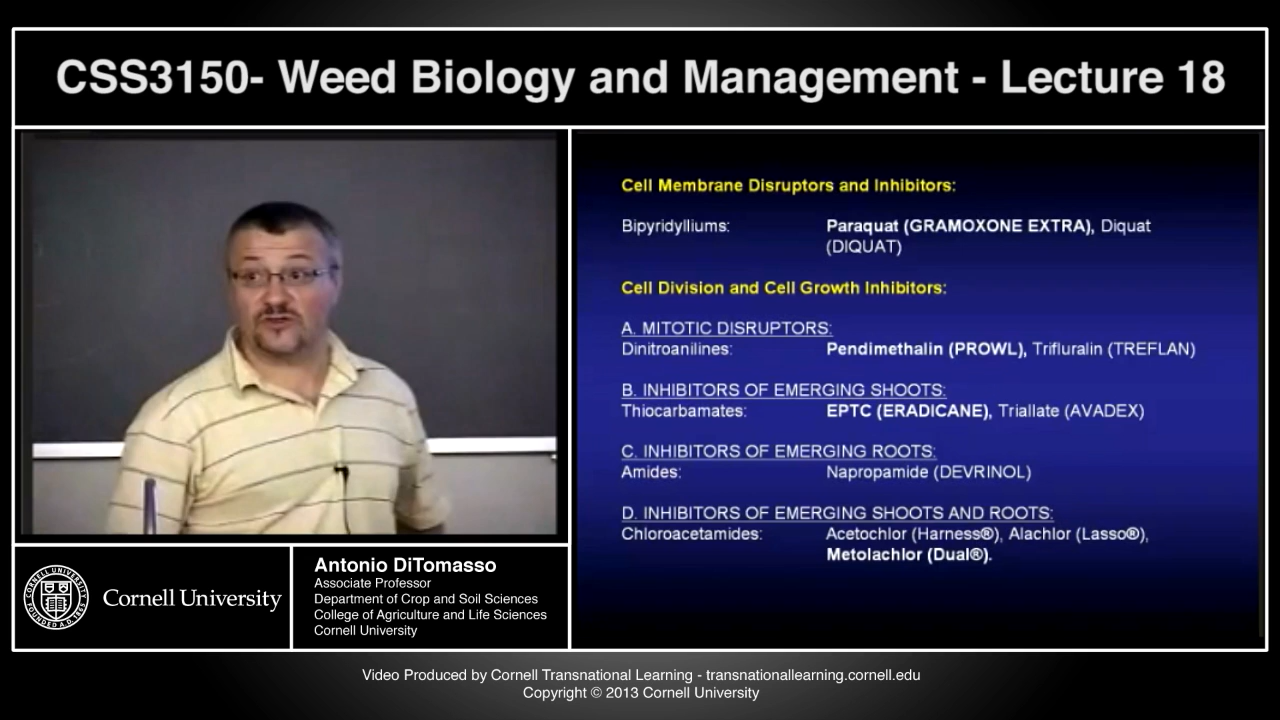 CSS3150- Weed Biology and Management - Lecture 18
Cell Membrane Disruptors and Inhibitors:
Bipyridylliums: Paraquat (GRAMOXONE EXTRA), Diquat
(DIQUAT)
Cell Division and Cell Growth Inhibitors:
A. MITOTIC DISRUPTORS:
Dinitroanilines: Pendimethalin (PROWL), Trifluralin (TREFLAN)
B. INHIBITORS OF EMERGING SHOOTS:
Thiocarbamates: EPTC (ERADICANE), Triallate (AVADEX)
C. INHIBITORS OF EMERGING ROOTS:
Amides: Napropamide (DEVRINOL)
D. INHIBITORS OF EMERGING SHOOTS AND ROOTS:
Chloroacetamides: Acetochlor (Harness®), Alachlor (Lasso®),
Metolachlor (Dual®).
Cornell University
Antonio DiTomasso
Associate Professor
Department of Crop and Soil Sciences
College of Agriculture and Life Sciences
Cornell University
Video Produced by Cornell Transnational Learning - transnationallearning.cornell.edu
Copyright © 2013 Cornell University